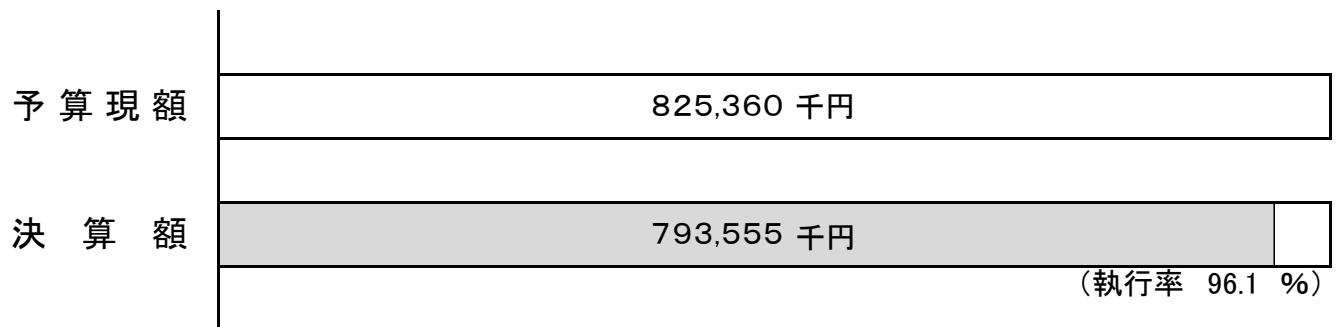 予算現額 825,360 千円
決算額 793,555 千円
（執行率 96.1 %）